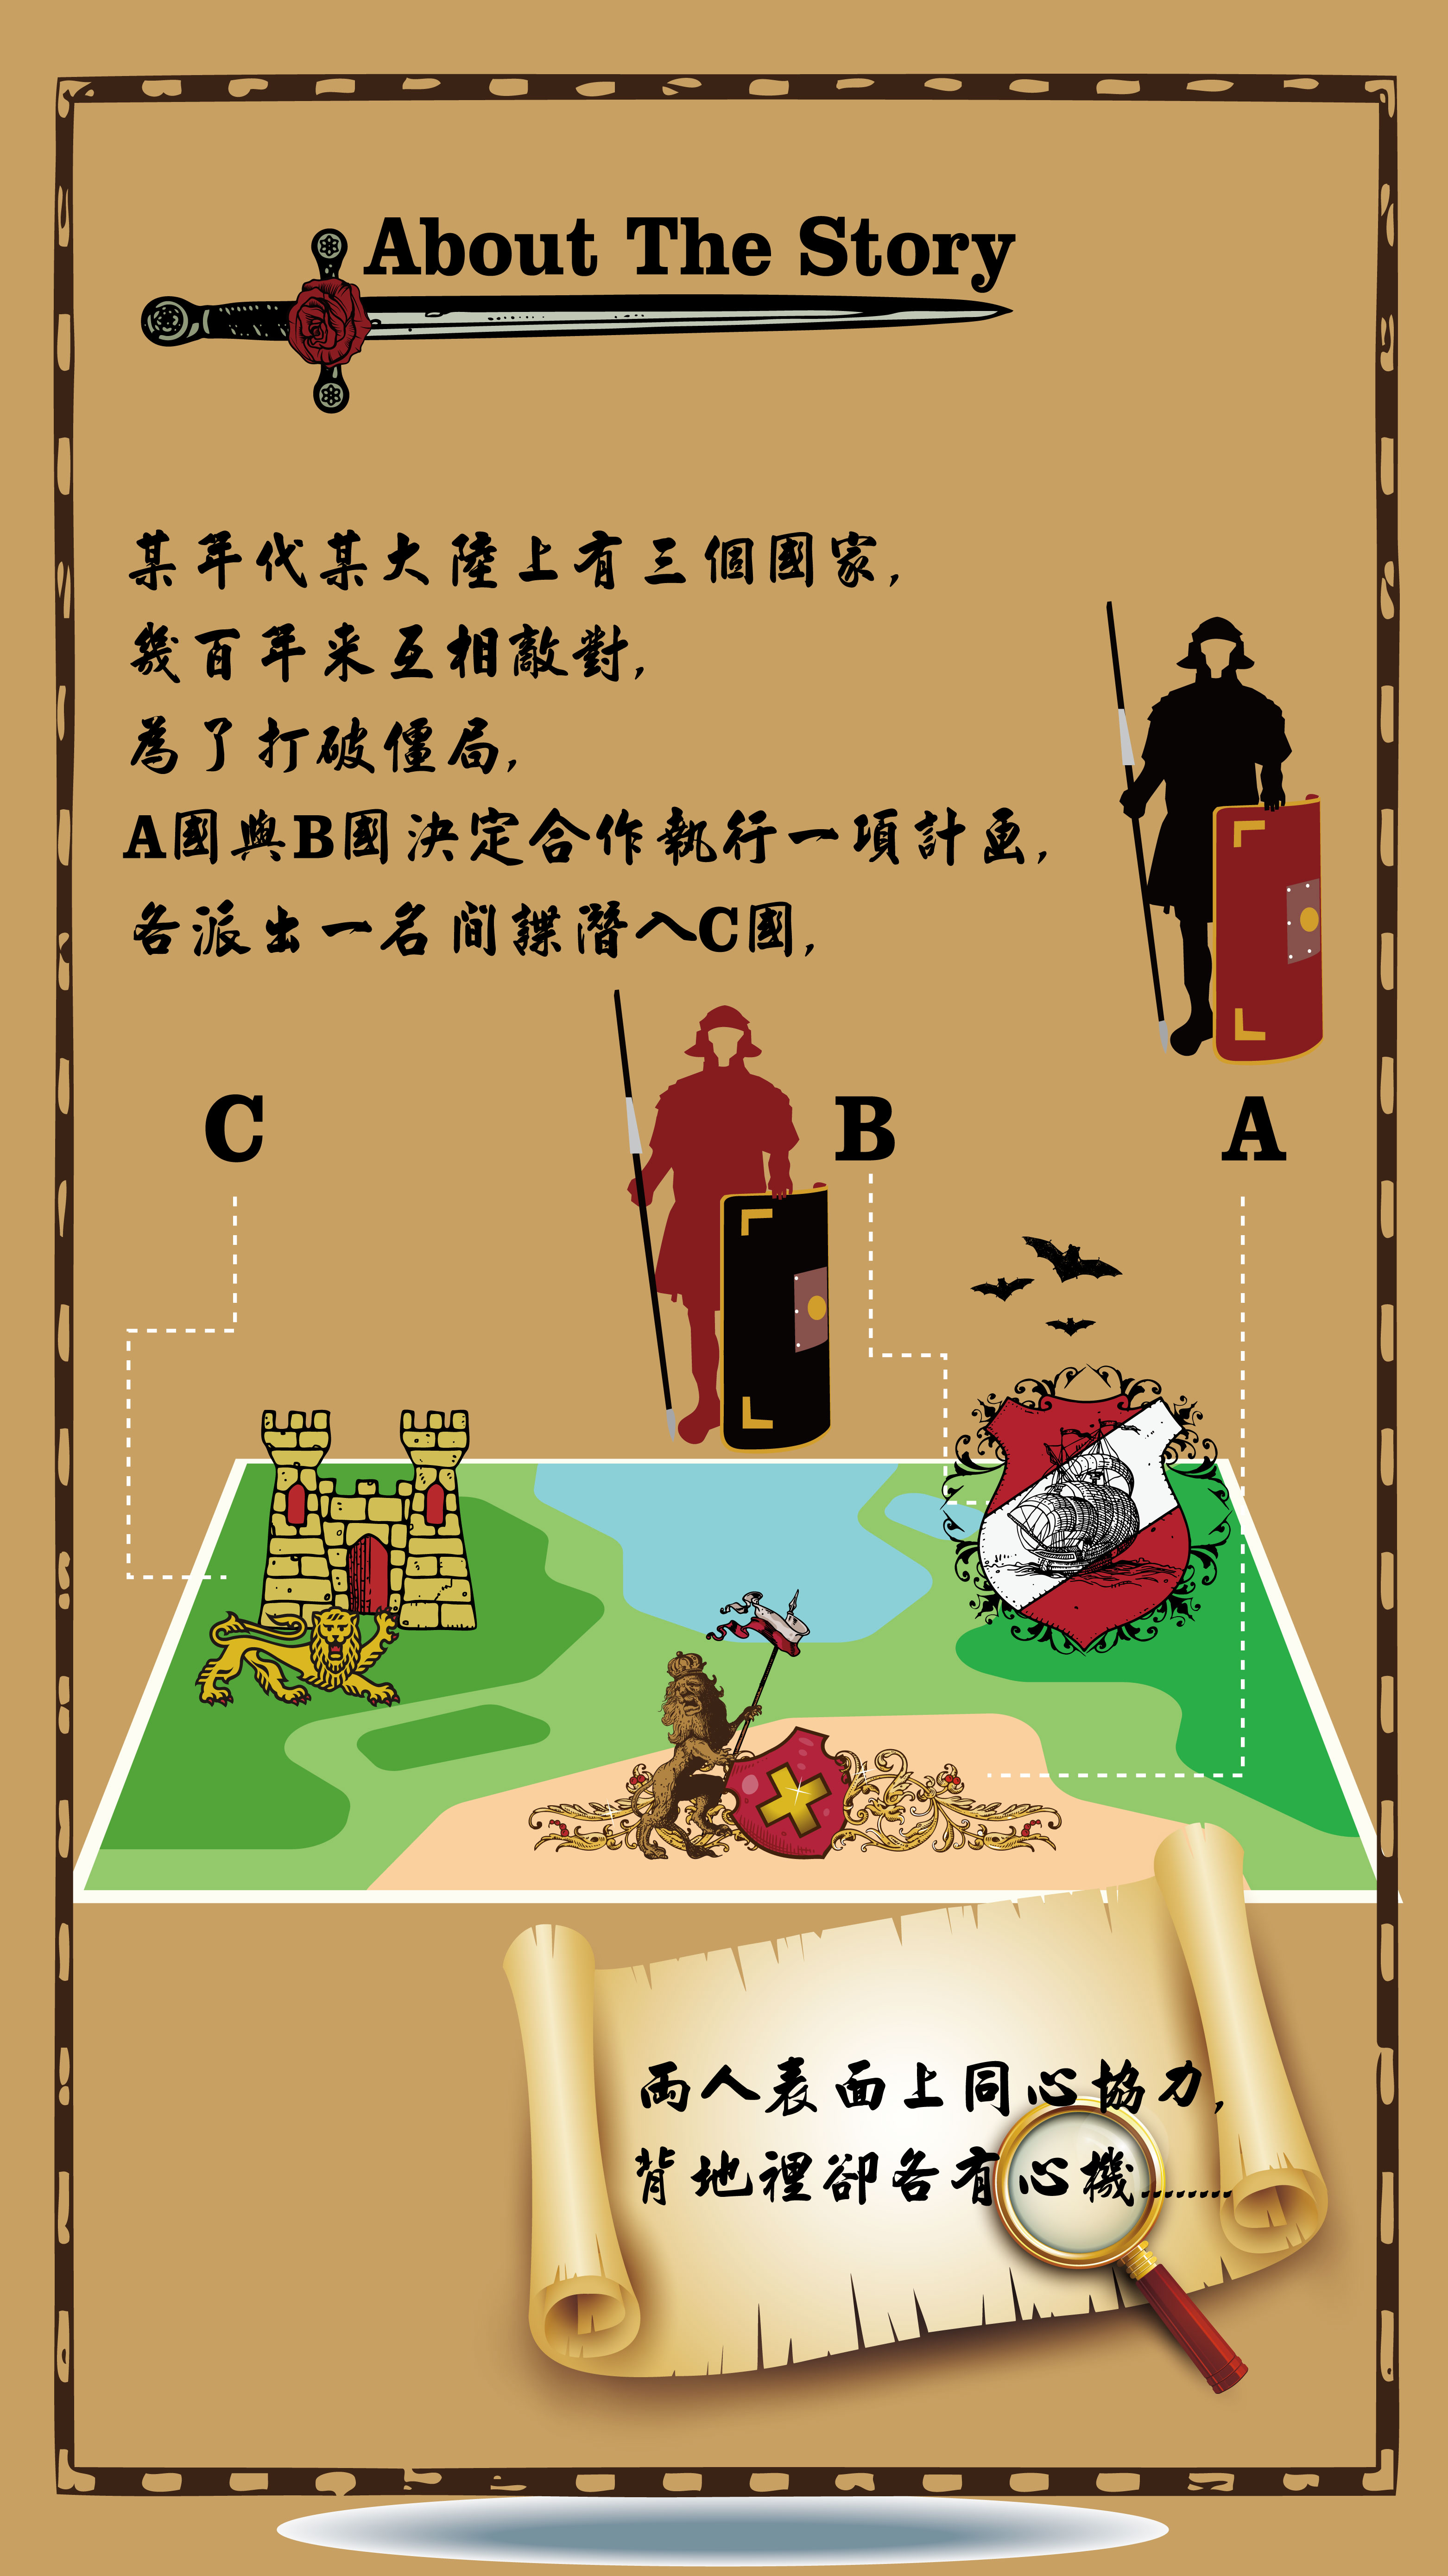 About The Story
某年代某大陸上有三個國家,
幾百年来互相敵對,
為了打破僵局,
A國與B國決定合作執行一項計画,
各派出一名间諜潛入C國,
C
B
A
両人表面上同心協力,
背地裡卻各有心機........